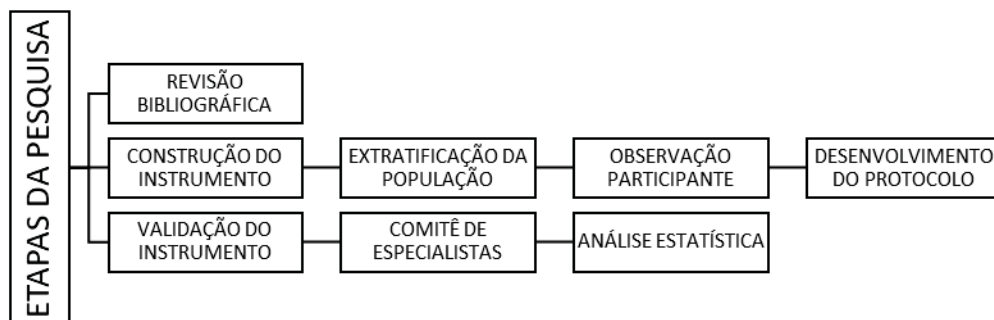 ETAPAS DA PESQUISA
REVISÃO
BIBLIOGRÁFICA
CONSTRUÇÃO DO
INSTRUMENTO
EXTRATIFICAÇÃO DA
POPULAÇÃO
OBSERVAÇÃO
PARTICIPANTE
DESENVOLVIMENTO
DO PROTOCOLO
VALIDAÇÃO DO
INSTRUMENTO
COMITÊ DE
ESPECIALISTAS
ANÁLISE ESTATÍSTICA